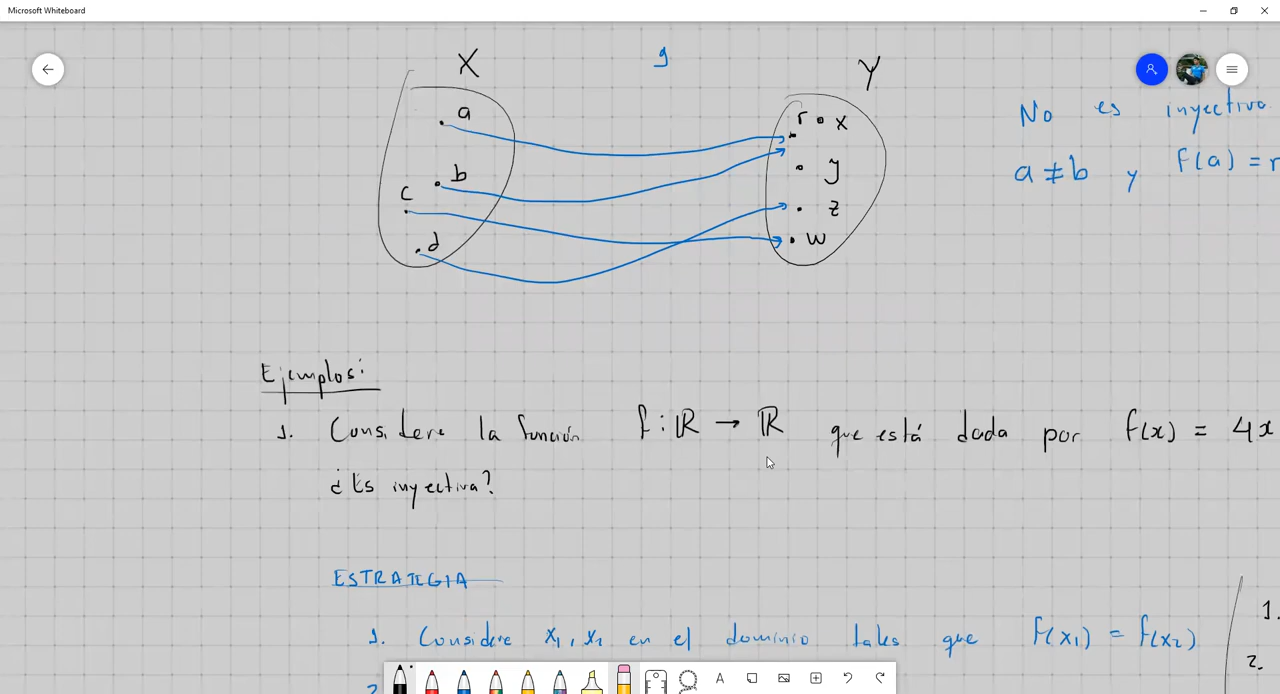 Microsoft Whiteboard
X g Y
a r x
b y
c z
d w
No es inyectiva
a ≠ b y f(a) = r
Ejemplos:
1. Considere la función f : ℝ → ℝ que está dada por f(x) = 4x
¿Es inyectiva?
ESTRATEGIA
1. Considere x₁, x₂ en el dominio tales que f(x₁) = f(x₂)
1.
2.
2.
A